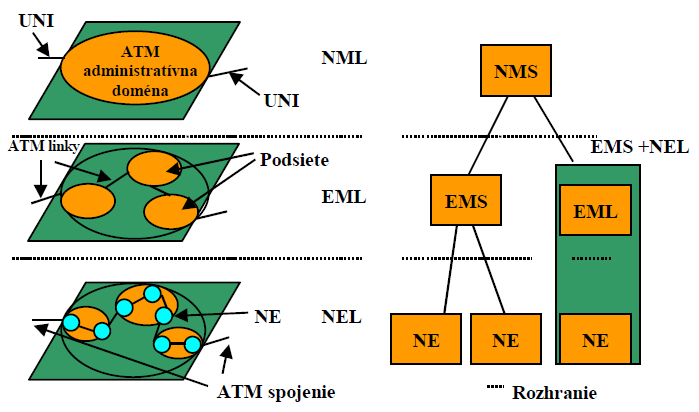 UNI
ATM
administratívna
doména
NML
UNI
NMS
ATM linky
Podsiete
EML
EMS +NEL
EMS
EML
NE
NEL
NE
NE
NE
ATM spojenie
Rozhranie